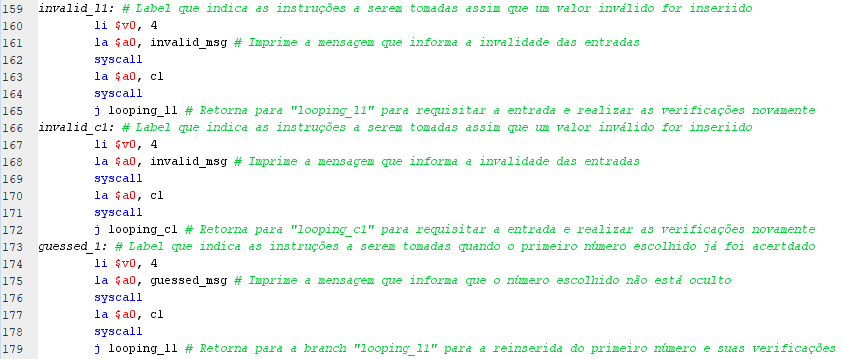 159 invalid_l1: # Label que indica as instruções a serem tomadas assim que um valor inválido for inseriido
160 li $v0, 4
161 la $a0, invalid_msg # Imprime a mensagem que informa a invalidade das entradas
162 syscall
163 la $a0, cl
164 syscall
165 j looping_l1 # Retorna para "looping_l1" para requisitar a entrada e realizar as verificações novamente
166 invalid_c1: # Label que indica as instruções a serem tomadas assim que um valor inválido for inseriido
167 li $v0, 4
168 la $a0, invalid_msg # Imprime a mensagem que informa a invalidade das entradas
169 syscall
170 la $a0, cl
171 syscall
172 j looping_c1 # Retorna para "looping_c1" para requisitar a entrada e realizar as verificações novamente
173 guessed_1: # Label que indica as instruções a serem tomadas quando o primeiro número escolhido já foi acertdado
174 li $v0, 4
175 la $a0, guessed_msg # Imprime a mensagem que informa que o número escolhido não está oculto
176 syscall
177 la $a0, cl
178 syscall
179 j looping_l1 # Retorna para a branch "looping_l1" para a reinserida do primeiro número e suas verificações